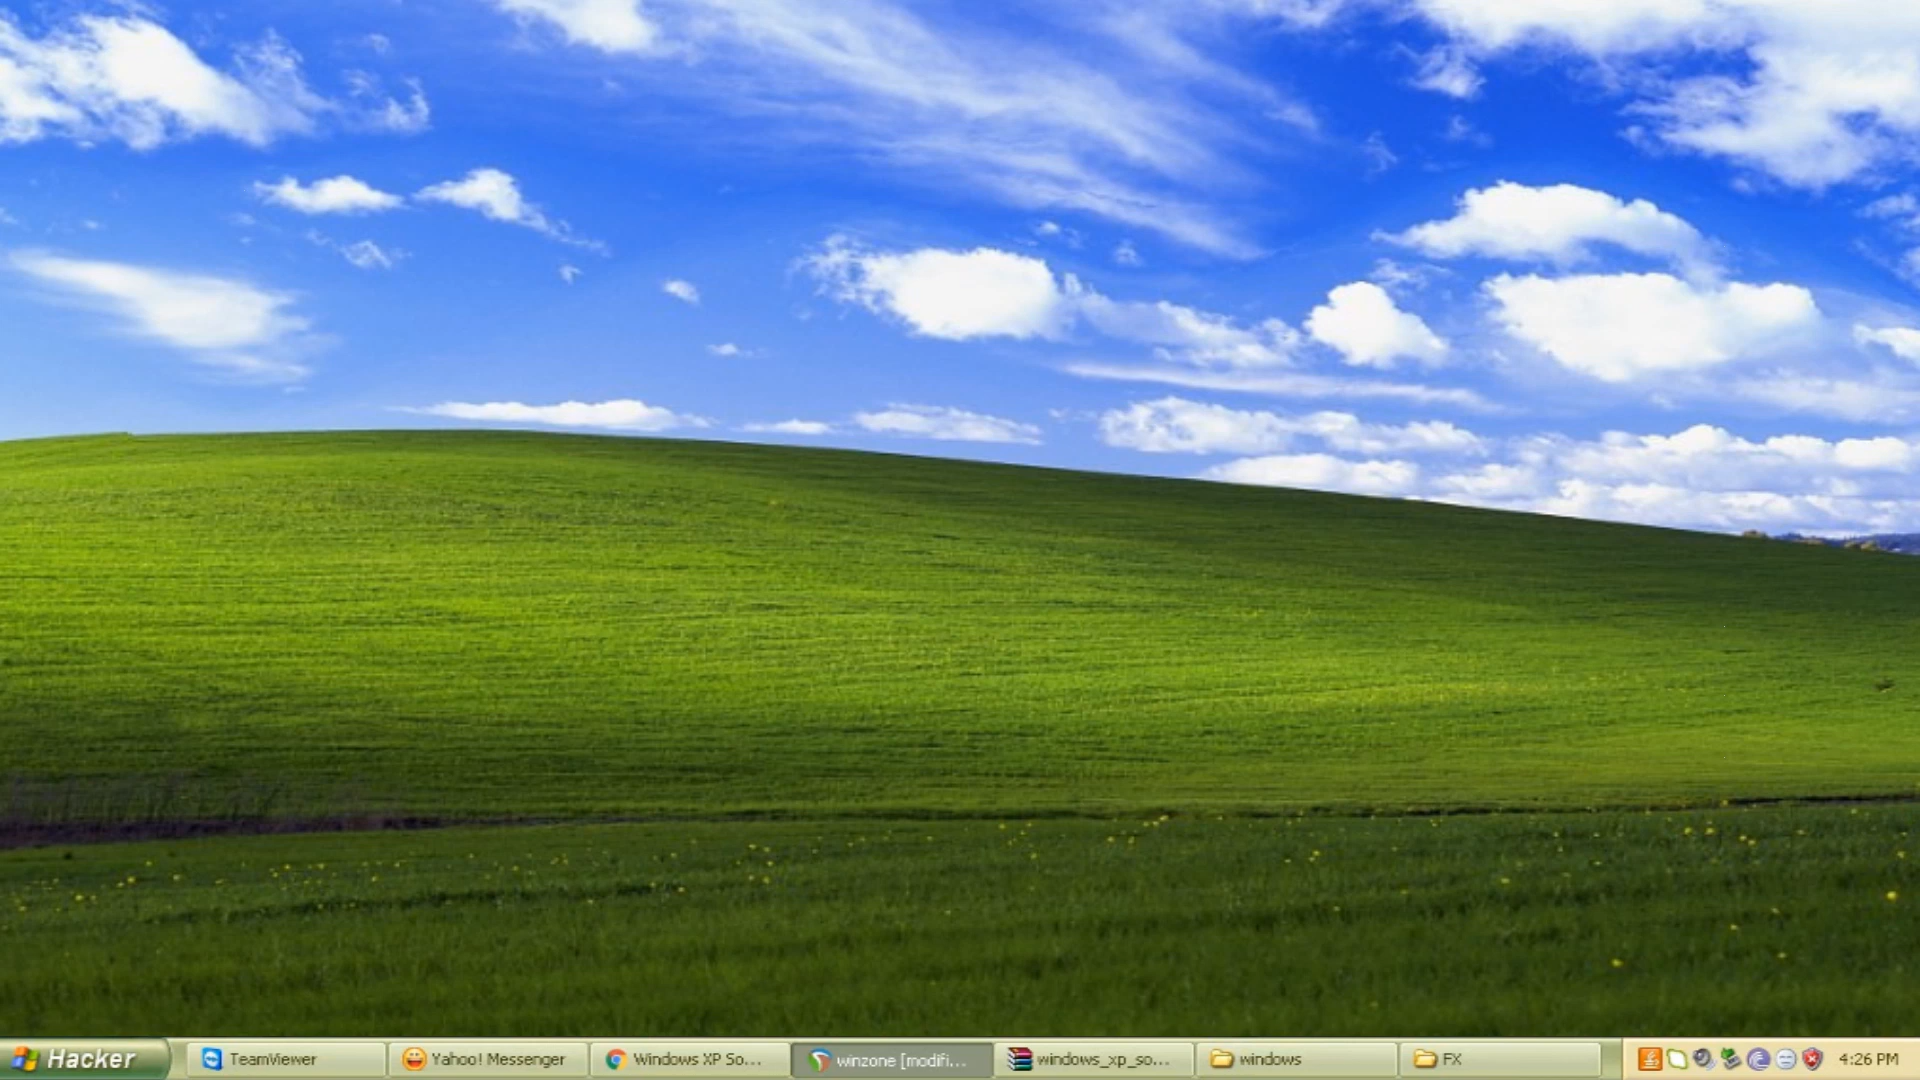 Hacker
TeamViewer
Yahoo! Messenger
Windows XP So...
winzone [modifi...
windows_xp_so...
windows
FX
4:26 PM